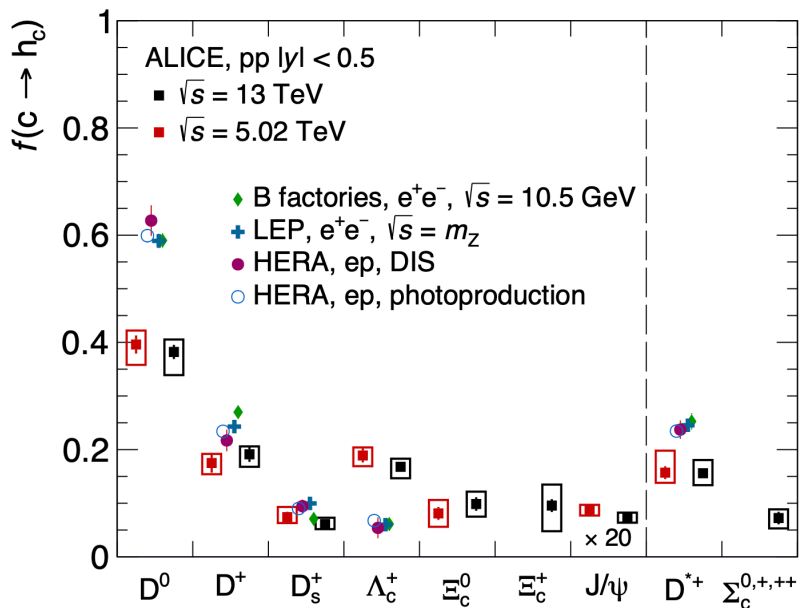 f(c → h_c)
1
0.8
0.6
0.4
0.2
0
ALICE, pp |y| < 0.5
√s = 13 TeV
√s = 5.02 TeV
B factories, e⁺e⁻, √s = 10.5 GeV
LEP, e⁺e⁻, √s = m_Z
HERA, ep, DIS
HERA, ep, photoproduction
× 20
D⁰ D⁺ D_s⁺ Λ_c⁺ Ξ_c⁰ Ξ_c⁺ J/ψ D*⁺ Σ_c⁰,⁺,⁺⁺